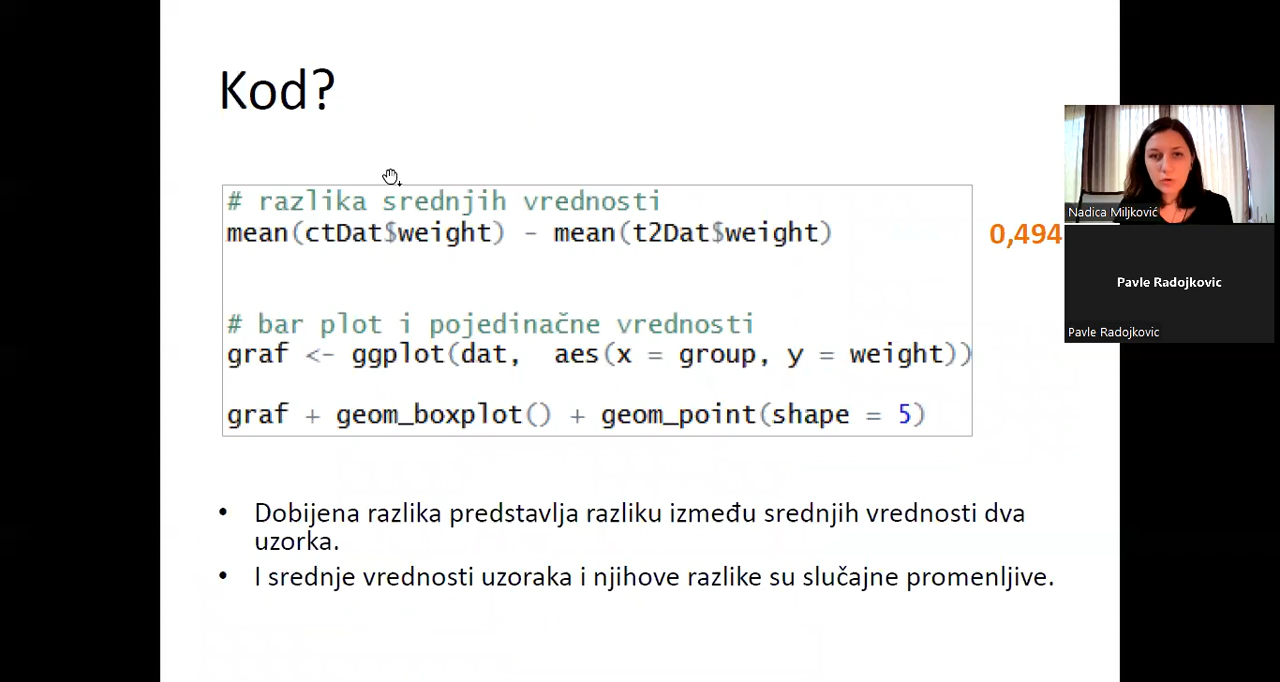 Kod?
# razlika srednjih vrednosti
mean(ctDat$weight) - mean(t2Dat$weight)
0,494
# bar plot i pojedinačne vrednosti
graf <- ggplot(dat,  aes(x = group, y = weight))
graf + geom_boxplot() + geom_point(shape = 5)
• Dobijena razlika predstavlja razliku između srednjih vrednosti dva
uzorka.
• I srednje vrednosti uzoraka i njihove razlike su slučajne promenljive.
Nadica Miljković
Pavle Radojkovic
Pavle Radojkovic